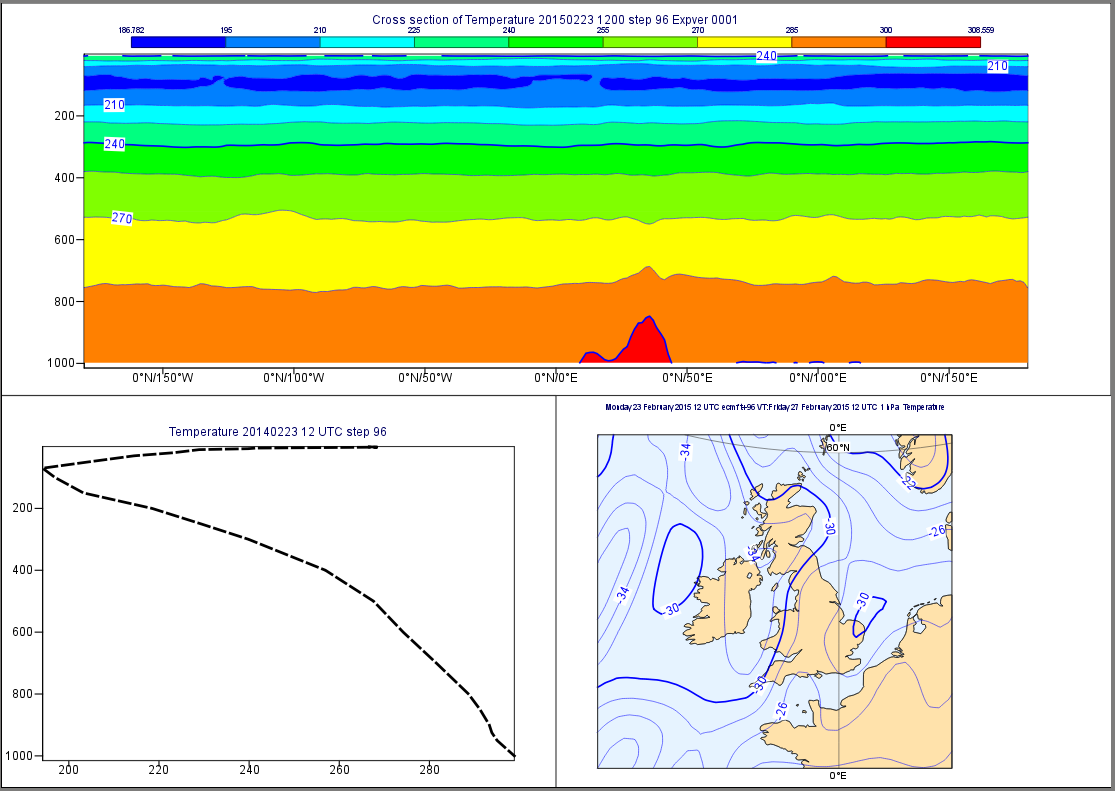 Cross section of Temperature 20150223 1200 step 96 Expver 0001
186.782 195 210 225 240 255 270 285 300 308.559
240
210
210
200
240
400
270
600
800
1000
0°N/150°W 0°N/100°W 0°N/50°W 0°N/0°E 0°N/50°E 0°N/100°E 0°N/150°E
Temperature 20140223 12 UTC step 96
200
400
600
800
1000
200 220 240 260 280
Monday 23 February 2015 12 UTC ecmf t+96 VT:Friday 27 February 2015 12 UTC 1 hPa Temperature
0°E
60°N
-34
-22
-30
-26
-34
-34
-30
-30
-30
-26
0°E